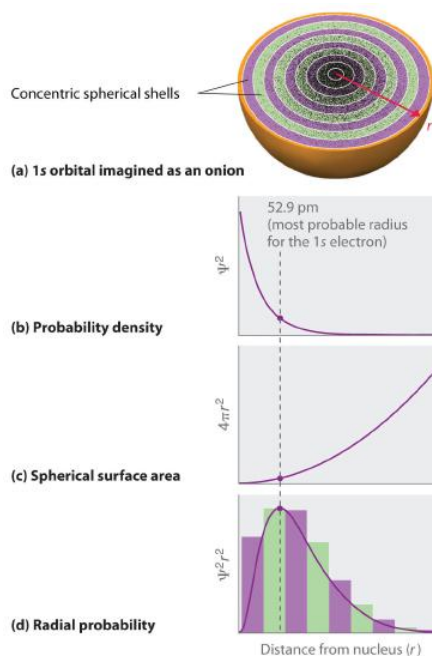 Concentric spherical shells
r
(a) 1s orbital imagined as an onion
52.9 pm
(most probable radius
for the 1s electron)
Ψ²
(b) Probability density
4πr²
(c) Spherical surface area
Ψ²r²
(d) Radial probability
Distance from nucleus (r)